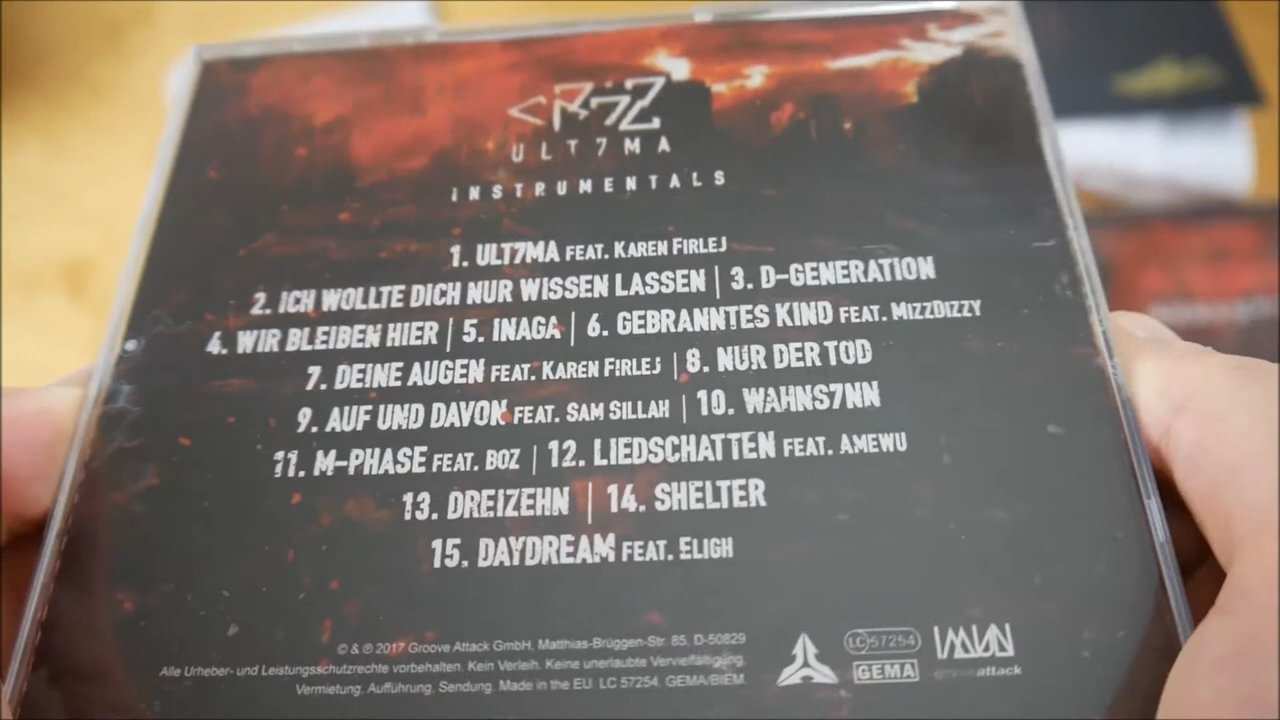 CR7Z
ULT7MA
INSTRUMENTALS
1. ULT7MA FEAT. KAREN FIRLEJ
2. ICH WOLLTE DICH NUR WISSEN LASSEN | 3. D-GENERATION
4. WIR BLEIBEN HIER | 5. INAGA | 6. GEBRANNTES KIND FEAT. MIZZDIZZY
7. DEINE AUGEN FEAT. KAREN FIRLEJ | 8. NUR DER TOD
9. AUF UND DAVON FEAT. SAM SILLAH | 10. WAHNS7NN
11. M-PHASE FEAT. BOZ | 12. LIEDSCHATTEN FEAT. AMEWU
13. DREIZEHN | 14. SHELTER
15. DAYDREAM FEAT. ELIGH
© & ℗ 2017 Groove Attack GmbH, Matthias-Brüggen-Str. 85, D-50829
Alle Urheber- und Leistungsschutzrechte vorbehalten. Kein Verleih. Keine unerlaubte Vervielfältigung,
Vermietung, Aufführung, Sendung. Made in the EU. LC 57254. GEMA/BIEM.
LC 57254
GEMA
groove attack